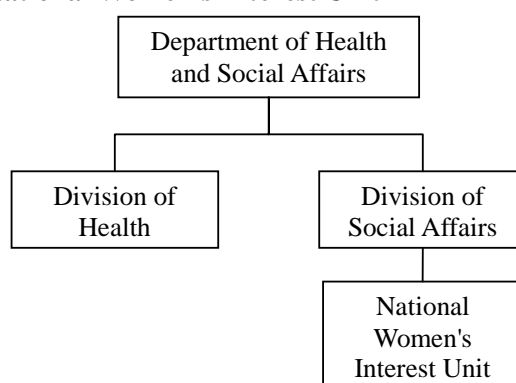 Department of Health
and Social Affairs
Division of
Health
Division of
Social Affairs
National
Women's
Interest Unit